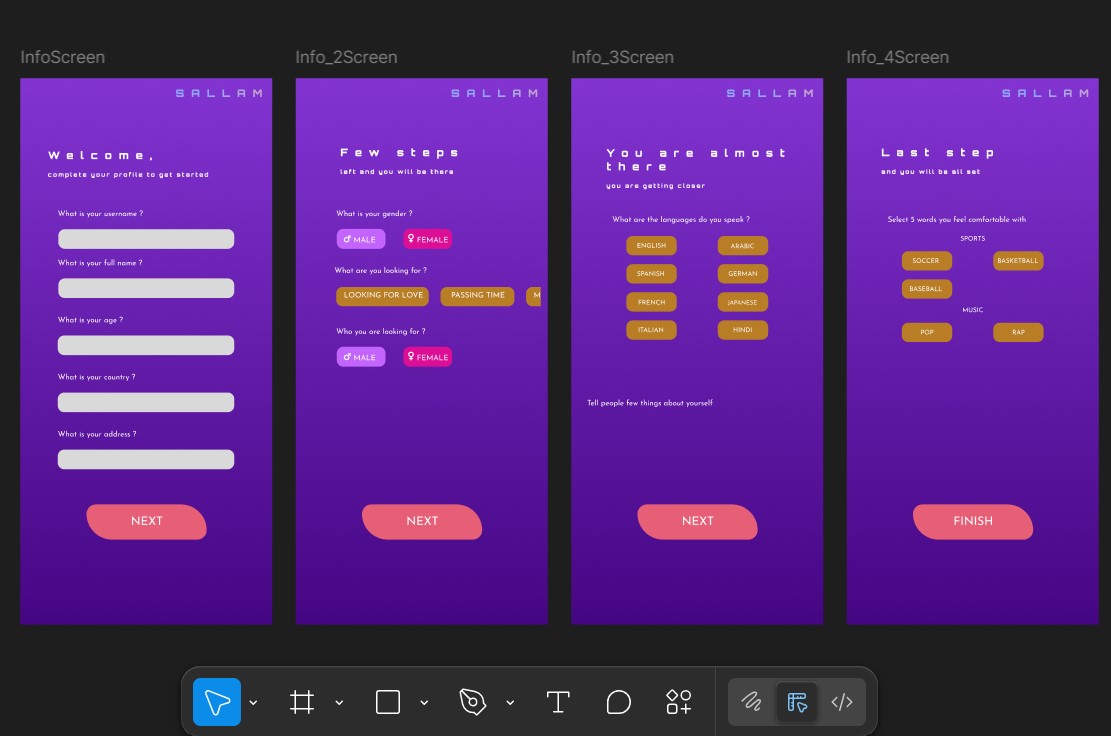 InfoScreen
SALLAM
Welcome,
complete your profile to get started
What is your username ?
What is your full name ?
What is your age ?
What is your country ?
What is your address ?
NEXT
Info_2Screen
SALLAM
Few steps
left and you will be there
What is your gender ?
MALE FEMALE
What are you looking for ?
LOOKING FOR LOVE PASSING TIME M
Who you are looking for ?
MALE FEMALE
NEXT
Info_3Screen
SALLAM
You are almost
there
you are getting closer
What are the languages do you speak ?
ENGLISH ARABIC
SPANISH GERMAN
FRENCH JAPANESE
ITALIAN HINDI
Tell people few things about yourself
NEXT
Info_4Screen
SALLAM
Last step
and you will be all set
Select 5 words you feel comfortable with
SPORTS
SOCCER BASKETBALL
BASEBALL
MUSIC
POP RAP
FINISH